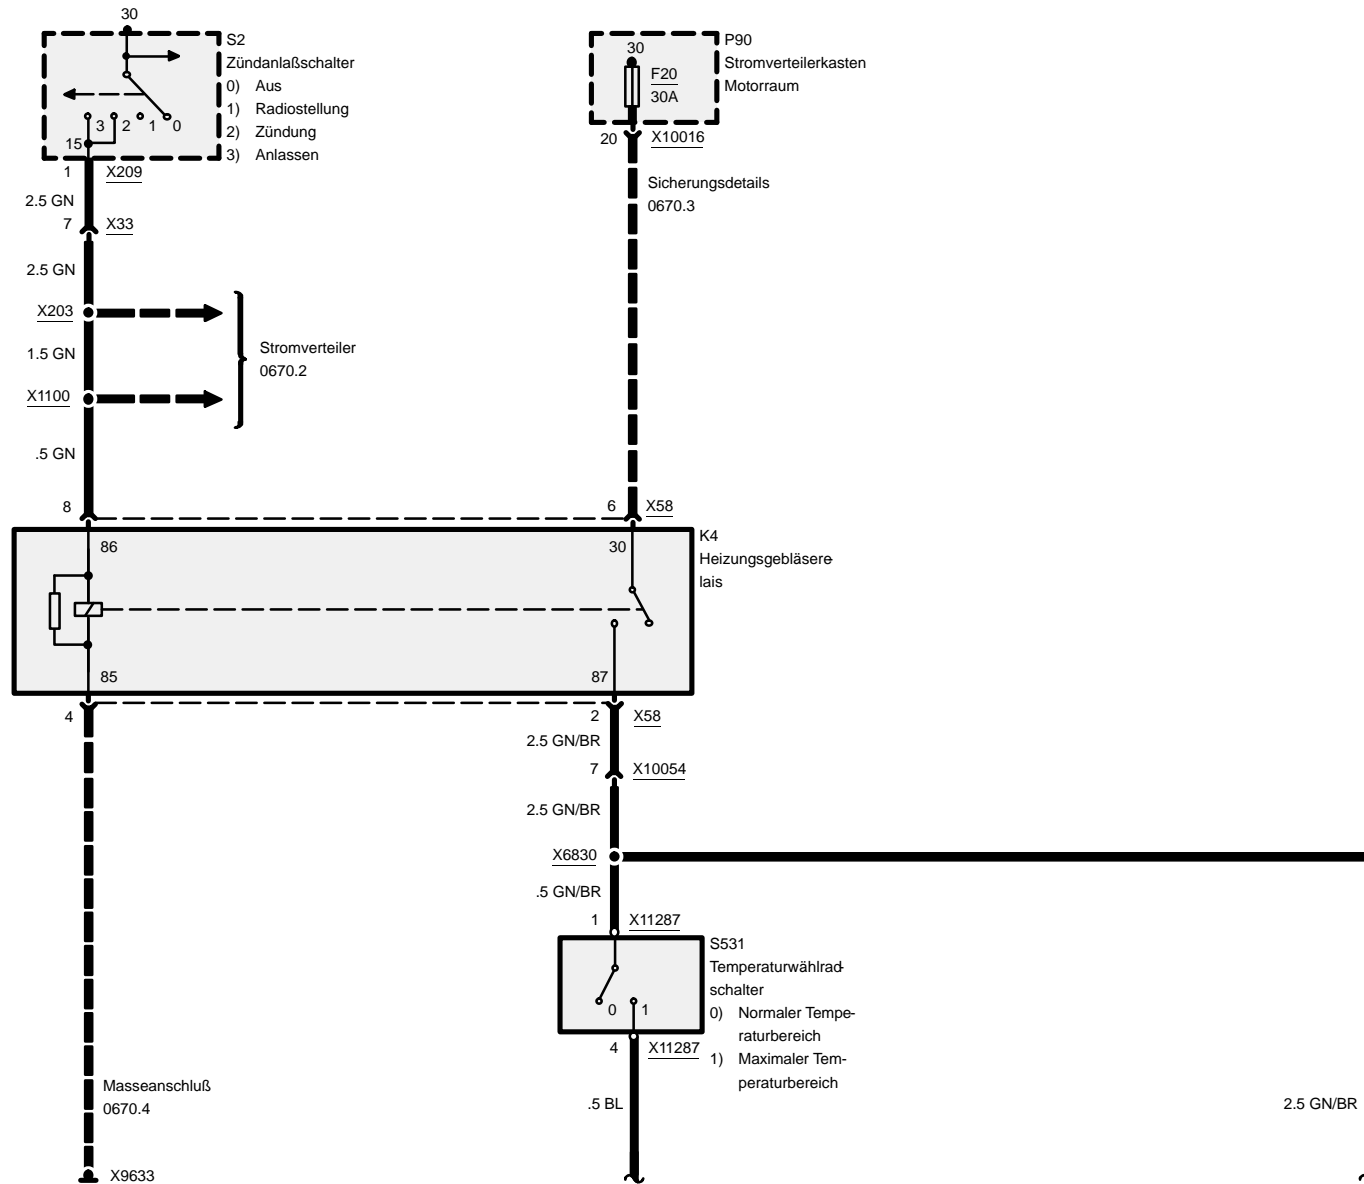 30
S2
Zündanlaßschalter
0) Aus
1) Radiostellung
2) Zündung
3) Anlassen
3 2 1 0
15
1 X209
2.5 GN
7 X33
2.5 GN
X203
1.5 GN
X1100
.5 GN
Stromverteiler
0670.2
P90
Stromverteilerkasten
Motorraum
30
F20
30A
20 X10016
Sicherungsdetails
0670.3
8
6 X58
K4
Heizungsgebläsere-
lais
86
30
85
87
4
2 X58
2.5 GN/BR
7 X10054
2.5 GN/BR
X6830
.5 GN/BR
1 X11287
S531
Temperaturwählrad-
schalter
0) Normaler Tempe-
raturbereich
1) Maximaler Tem-
peraturbereich
0 1
4 X11287
.5 BL
2.5 GN/BR
Masseanschluß
0670.4
X9633